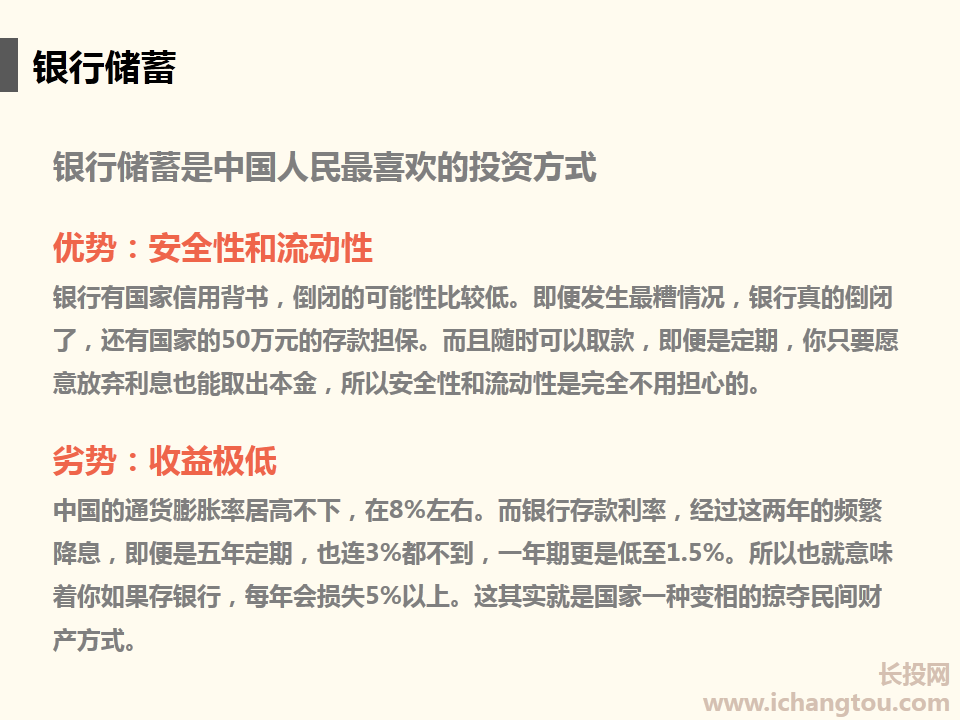 银行储蓄
银行储蓄是中国人民最喜欢的投资方式
优势：安全性和流动性
银行有国家信用背书，倒闭的可能性比较低。即便发生最糟情况，银行真的倒闭
了，还有国家的50万元的存款担保。而且随时可以取款，即便是定期，你只要愿
意放弃利息也能取出本金，所以安全性和流动性是完全不用担心的。
劣势：收益极低
中国的通货膨胀率居高不下，在8%左右。而银行存款利率，经过这两年的频繁
降息，即便是五年定期，也连3%都不到，一年期更是低至1.5%。所以也就意味
着你如果存银行，每年会损失5%以上。这其实就是国家一种变相的掠夺民间财
产方式。
长投网
www.ichangtou.com